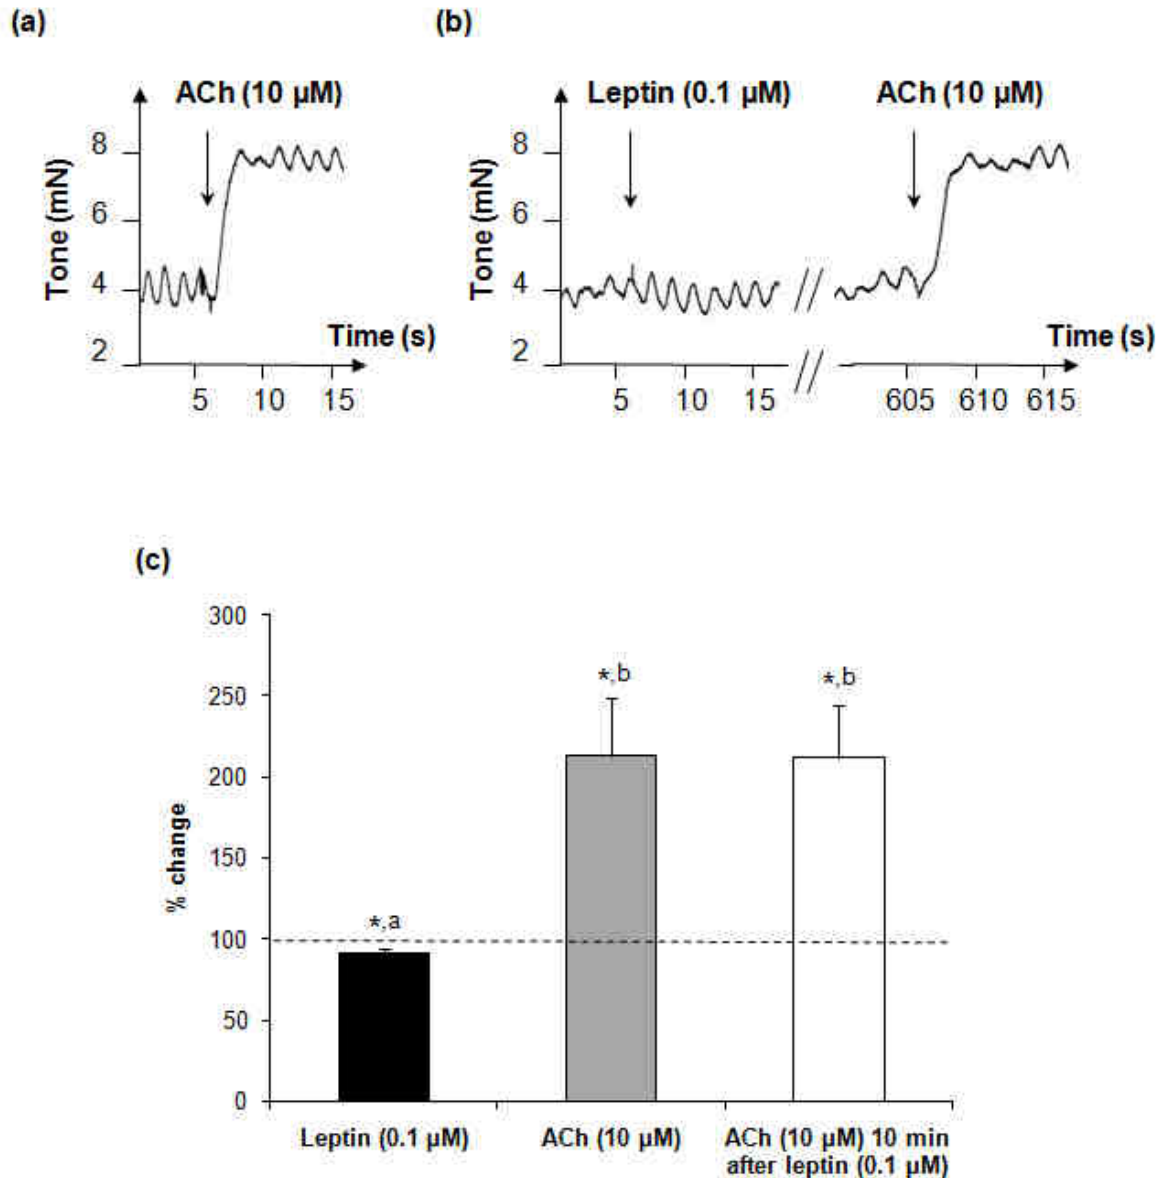 (a)
(b)
ACh (10 µM)
Leptin (0.1 µM)
ACh (10 µM)
Tone (mN)
8
6
4
2
Time (s)
5 10 15
Tone (mN)
8
6
4
2
Time (s)
5 10 15 605 610 615
(c)
% change
300
250
200
150
100
50
0
*,a
*,b
*,b
Leptin (0.1 µM)
ACh (10 µM)
ACh (10 µM) 10 min
after leptin (0.1 µM)